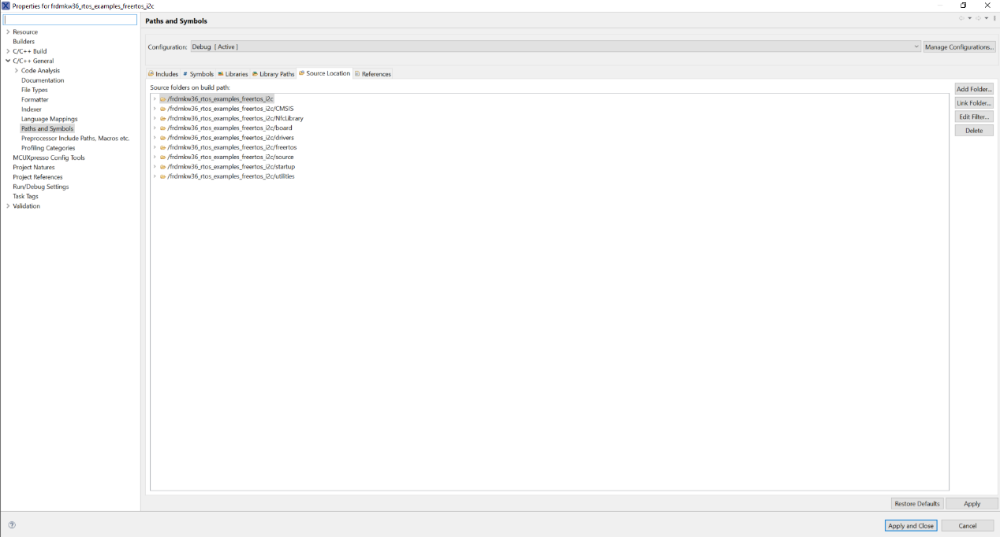 Properties for frdmkw36_rtos_examples_freertos_i2c
Resource
Builders
C/C++ Build
C/C++ General
Code Analysis
Documentation
File Types
Formatter
Indexer
Language Mappings
Paths and Symbols
Preprocessor Include Paths, Macros etc.
Profiling Categories
MCUXpresso Config Tools
Project Natures
Project References
Run/Debug Settings
Task Tags
Validation
Paths and Symbols
Configuration: Debug [ Active ] Manage Configurations...
Includes # Symbols Libraries Library Paths Source Location References
Source folders on build path:
/frdmkw36_rtos_examples_freertos_i2c
/frdmkw36_rtos_examples_freertos_i2c/CMSIS
/frdmkw36_rtos_examples_freertos_i2c/NfcLibrary
/frdmkw36_rtos_examples_freertos_i2c/board
/frdmkw36_rtos_examples_freertos_i2c/drivers
/frdmkw36_rtos_examples_freertos_i2c/freertos
/frdmkw36_rtos_examples_freertos_i2c/source
/frdmkw36_rtos_examples_freertos_i2c/startup
/frdmkw36_rtos_examples_freertos_i2c/utilities
Add Folder...
Link Folder...
Edit Filter...
Delete
Restore Defaults Apply
Apply and Close Cancel